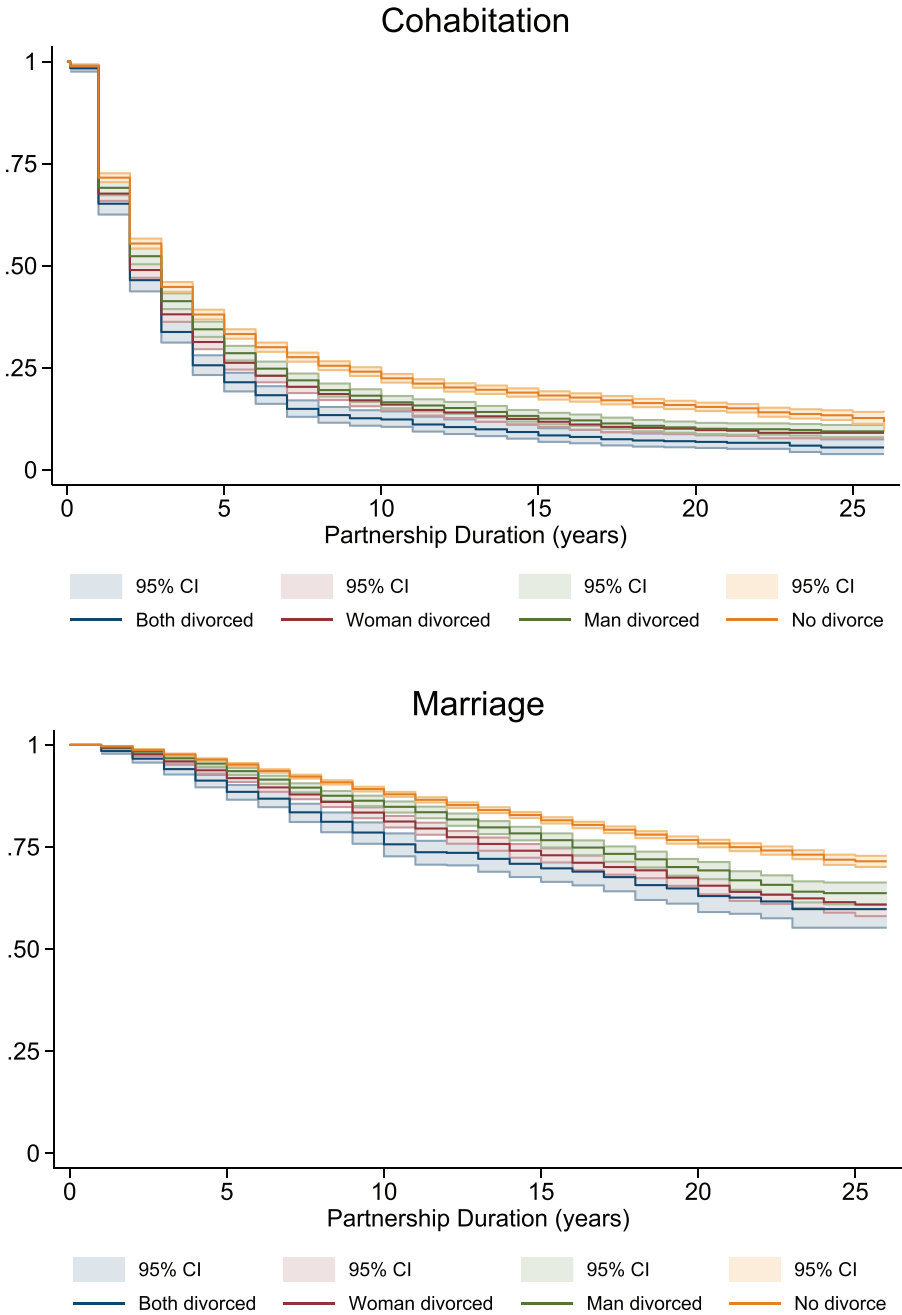 Cohabitation
1
.75
.50
.25
0
0 5 10 15 20 25
Partnership Duration (years)
95% CI 95% CI 95% CI 95% CI
Both divorced Woman divorced Man divorced No divorce
Marriage
1
.75
.50
.25
0
0 5 10 15 20 25
Partnership Duration (years)
95% CI 95% CI 95% CI 95% CI
Both divorced Woman divorced Man divorced No divorce